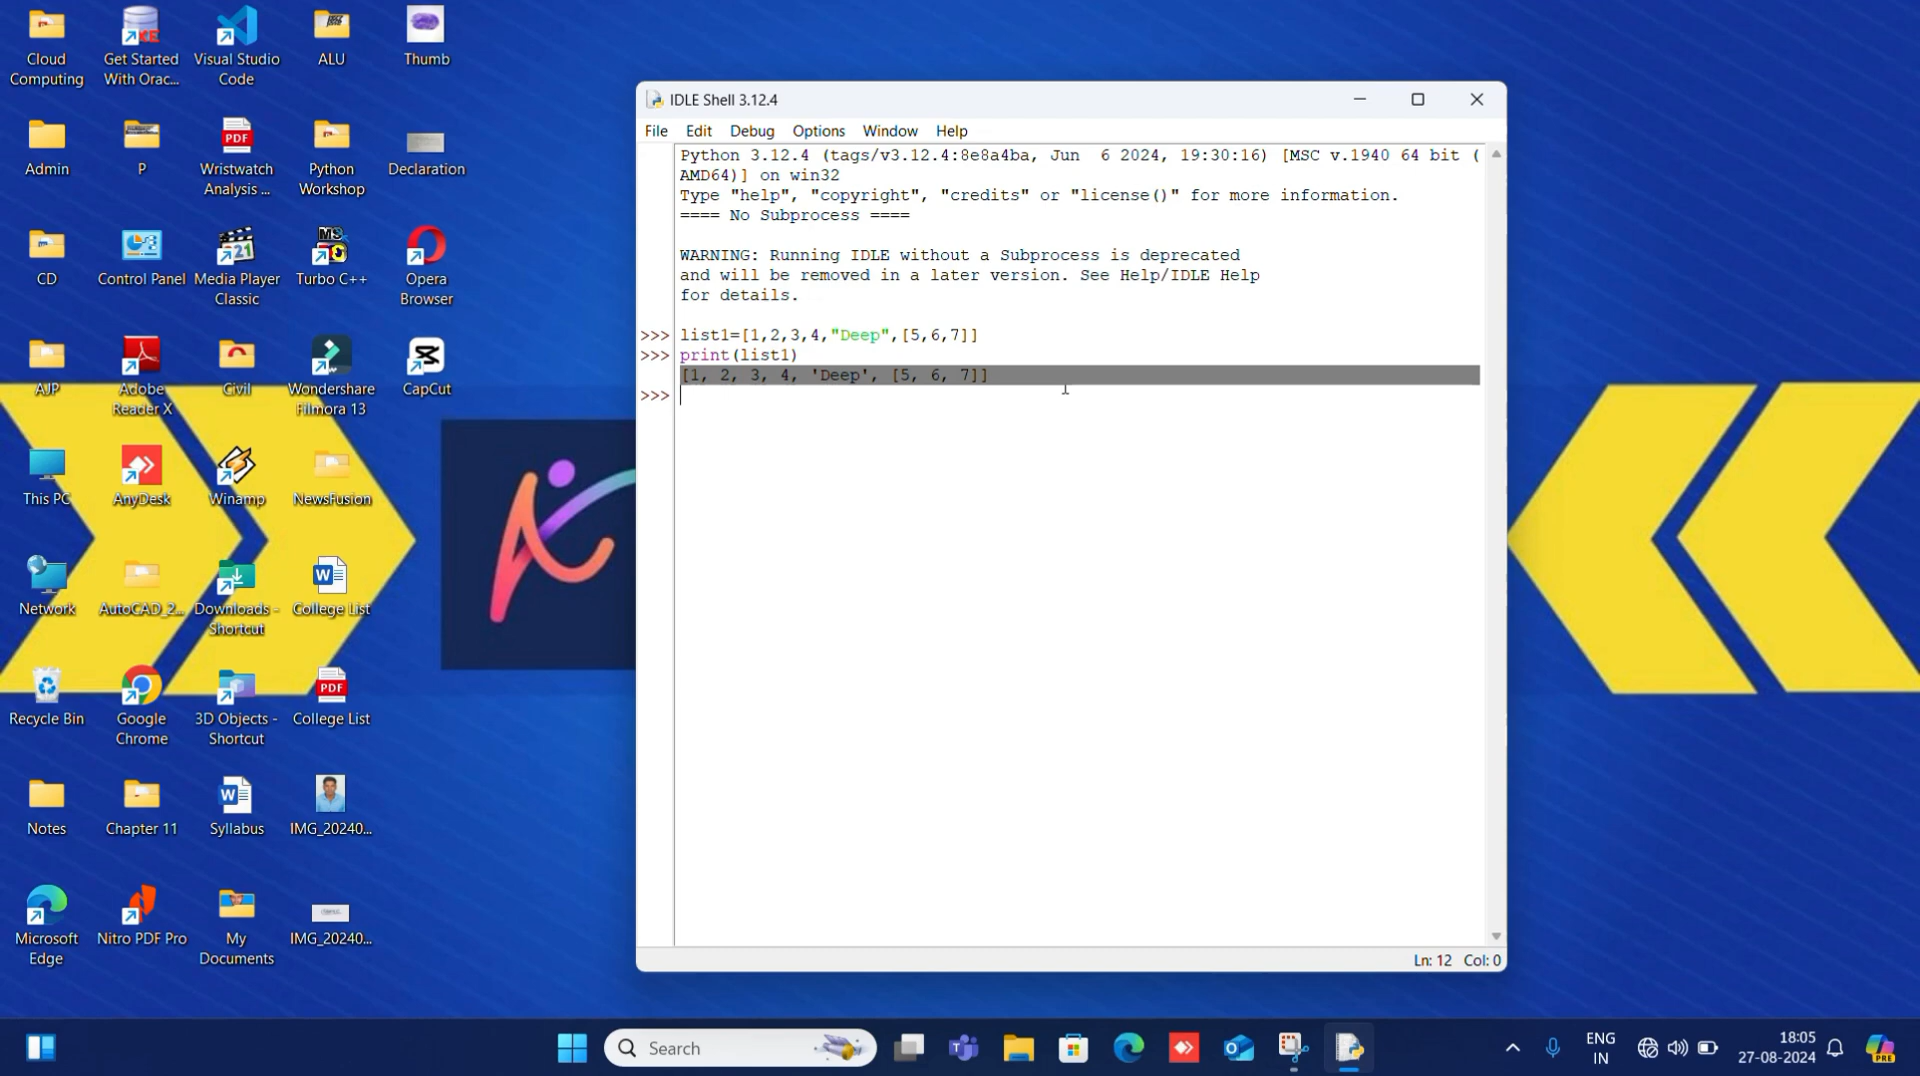 Cloud
Computing
Get Started
With Orac...
Visual Studio
Code
ALU
Thumb
Admin
P
PDF
Wristwatch
Analysis ...
Python
Workshop
Declaration
CD
Control Panel
321
Media Player
Classic
MS
Turbo C++
Opera
Browser
AJP
Adobe
Reader X
Civil
Wondershare
Filmora 13
CapCut
This PC
AnyDesk
Winamp
NewsFusion
Network
AutoCAD_2...
Downloads -
Shortcut
W
College List
Recycle Bin
Google
Chrome
3D Objects -
Shortcut
PDF
College List
Notes
Chapter 11
W
Syllabus
IMG_20240...
Microsoft
Edge
Nitro PDF Pro
My
Documents
IMG_20240...
IDLE Shell 3.12.4
File Edit Debug Options Window Help
Python 3.12.4 (tags/v3.12.4:8e8a4ba, Jun  6 2024, 19:30:16) [MSC v.1940 64 bit (
AMD64)] on win32
Type "help", "copyright", "credits" or "license()" for more information.
==== No Subprocess ====
WARNING: Running IDLE without a Subprocess is deprecated
and will be removed in a later version. See Help/IDLE Help
for details.
>>> list1=[1,2,3,4,"Deep",[5,6,7]]
>>> print(list1)
[1, 2, 3, 4, 'Deep', [5, 6, 7]]
>>>
Ln: 12 Col: 0
Search
ENG
IN
18:05
27-08-2024
PRE